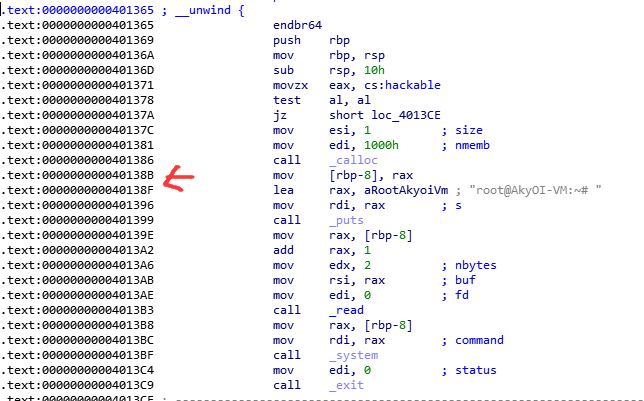 .text:0000000000401365 ; __unwind {
.text:0000000000401365 endbr64
.text:0000000000401369 push rbp
.text:000000000040136A mov rbp, rsp
.text:000000000040136D sub rsp, 10h
.text:0000000000401371 movzx eax, cs:hackable
.text:0000000000401378 test al, al
.text:000000000040137A jz short loc_4013CE
.text:000000000040137C mov esi, 1 ; size
.text:0000000000401381 mov edi, 1000h ; nmemb
.text:0000000000401386 call _calloc
.text:000000000040138B mov [rbp-8], rax
.text:000000000040138F lea rax, aRootAkyoiVm ; "root@AkyOI-VM:~# "
.text:0000000000401396 mov rdi, rax ; s
.text:0000000000401399 call _puts
.text:000000000040139E mov rax, [rbp-8]
.text:00000000004013A2 add rax, 1
.text:00000000004013A6 mov edx, 2 ; nbytes
.text:00000000004013AB mov rsi, rax ; buf
.text:00000000004013AE mov edi, 0 ; fd
.text:00000000004013B3 call _read
.text:00000000004013B8 mov rax, [rbp-8]
.text:00000000004013BC mov rdi, rax ; command
.text:00000000004013BF call _system
.text:00000000004013C4 mov edi, 0 ; status
.text:00000000004013C9 call _exit
.text:00000000004013CE ; ---------------------------------------------------------------------------